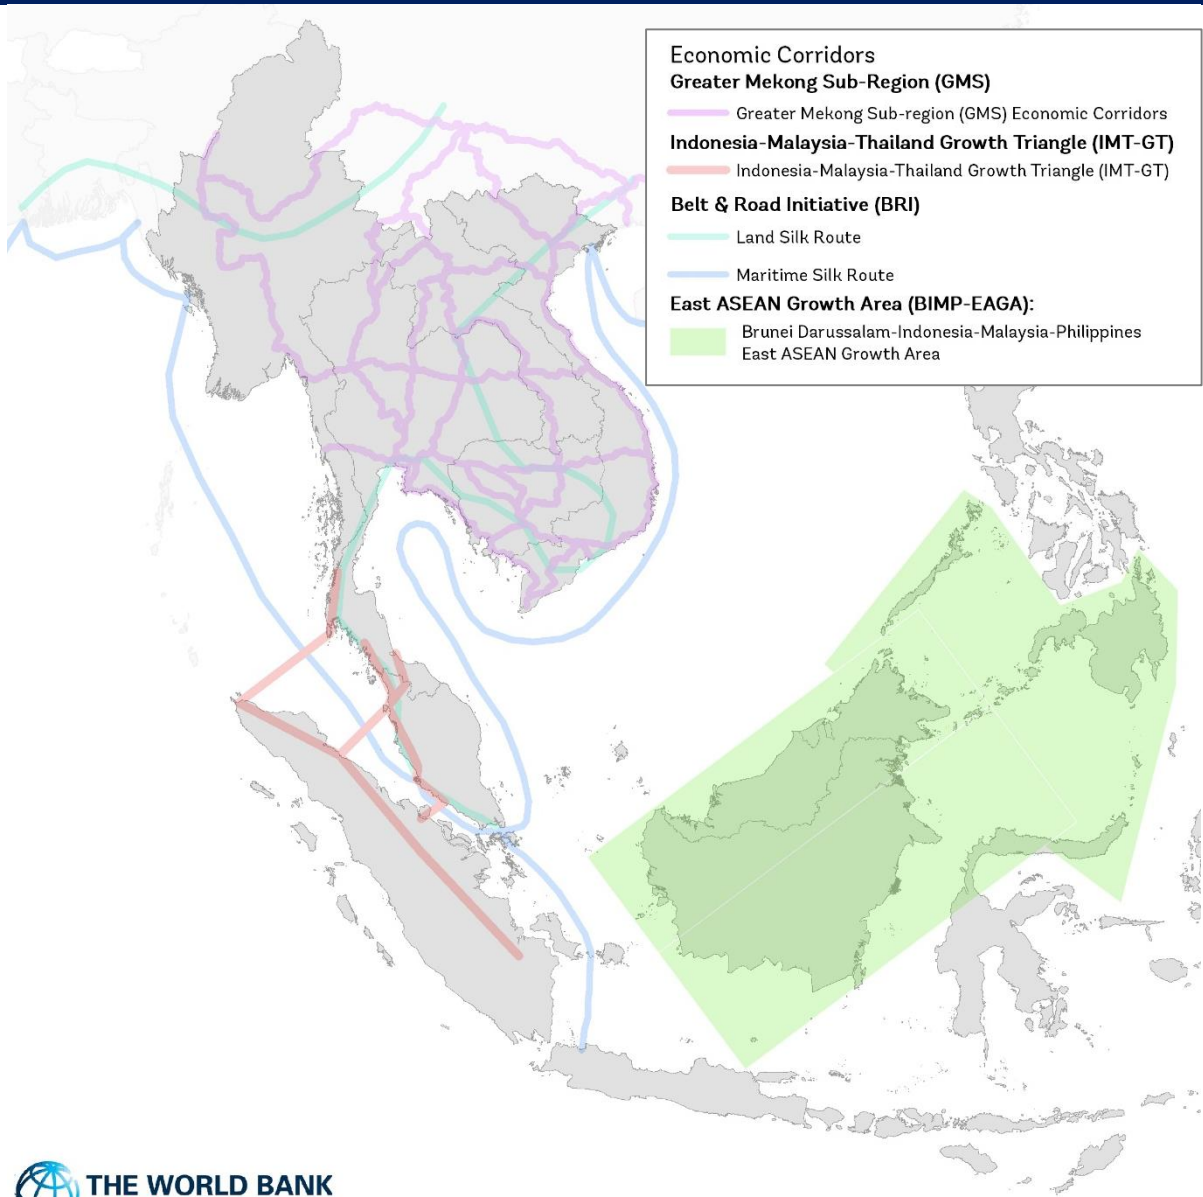 Economic Corridors
Greater Mekong Sub-Region (GMS)
Greater Mekong Sub-region (GMS) Economic Corridors
Indonesia-Malaysia-Thailand Growth Triangle (IMT-GT)
Indonesia-Malaysia-Thailand Growth Triangle (IMT-GT)
Belt & Road Initiative (BRI)
Land Silk Route
Maritime Silk Route
East ASEAN Growth Area (BIMP-EAGA):
Brunei Darussalam-Indonesia-Malaysia-Philippines
East ASEAN Growth Area
THE WORLD BANK